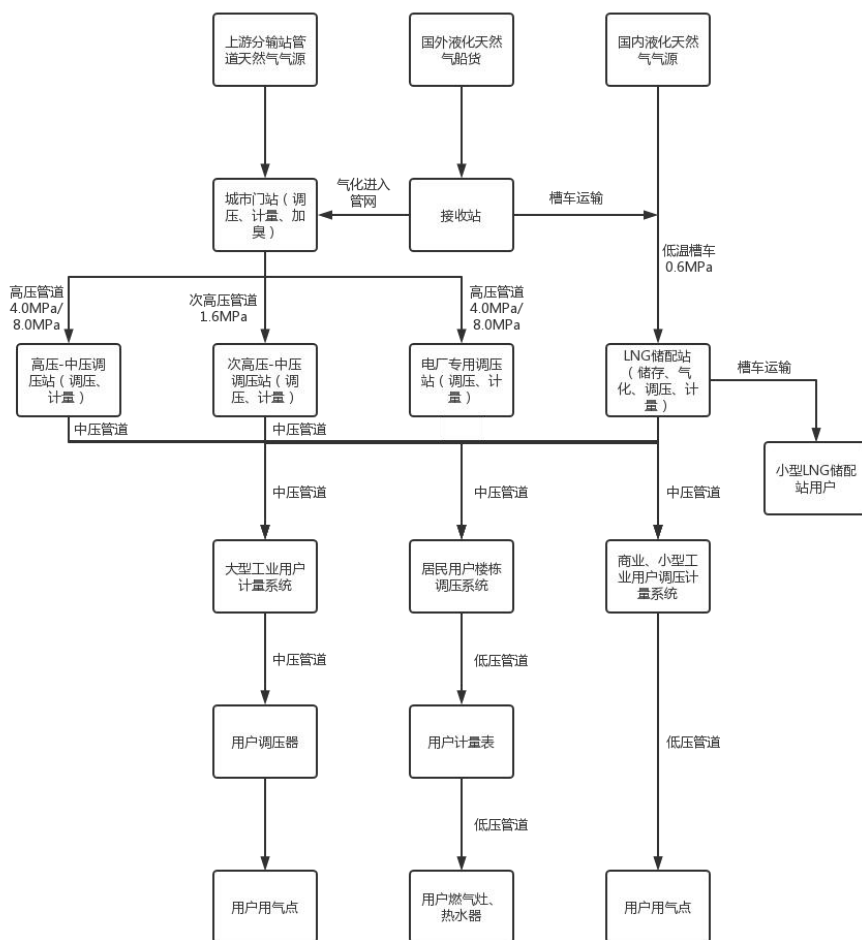 上游分输站管
道天然气气源
国外液化天然
气船货
国内液化天然
气气源
城市门站（调
压、计量、加
臭）
气化进入
管网
接收站
槽车运输
低温槽车
0.6MPa
高压管道
4.0MPa/
8.0MPa
次高压管道
1.6MPa
高压管道
4.0MPa/
8.0MPa
高压-中压调
压站（调压、
计量）
次高压-中压
调压站（调
压、计量）
电厂专用调压
站（调压、计
量）
LNG储配站
（储存、气
化、调压、计
量）
槽车运输
小型LNG储配
站用户
中压管道
中压管道
中压管道
中压管道
中压管道
大型工业用户
计量系统
居民用户楼栋
调压系统
商业、小型工
业用户调压计
量系统
中压管道
低压管道
用户调压器
用户计量表
低压管道
低压管道
用户用气点
用户燃气灶、
热水器
用户用气点